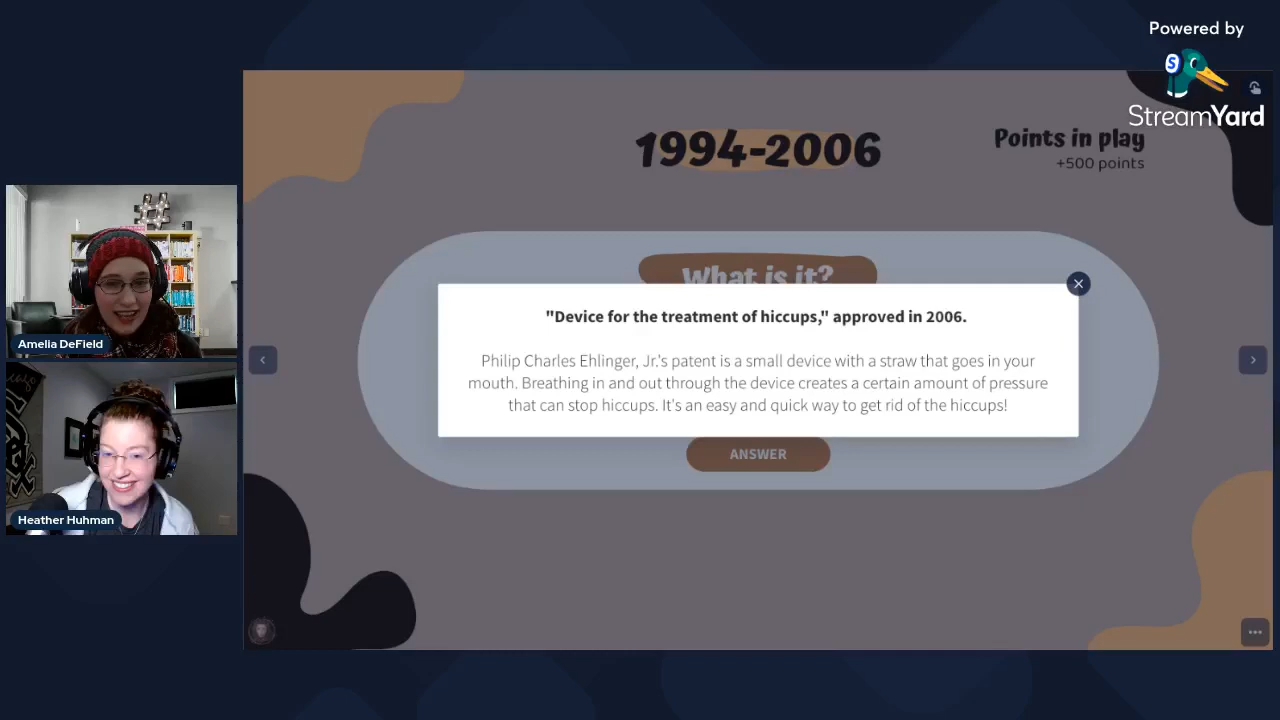 Powered by
StreamYard
1994-2006
Points in play
+500 points
What is it?
"Device for the treatment of hiccups," approved in 2006.
Philip Charles Ehlinger, Jr.'s patent is a small device with a straw that goes in your
mouth. Breathing in and out through the device creates a certain amount of pressure
that can stop hiccups. It's an easy and quick way to get rid of the hiccups!
ANSWER
Amelia DeField
Heather Huhman